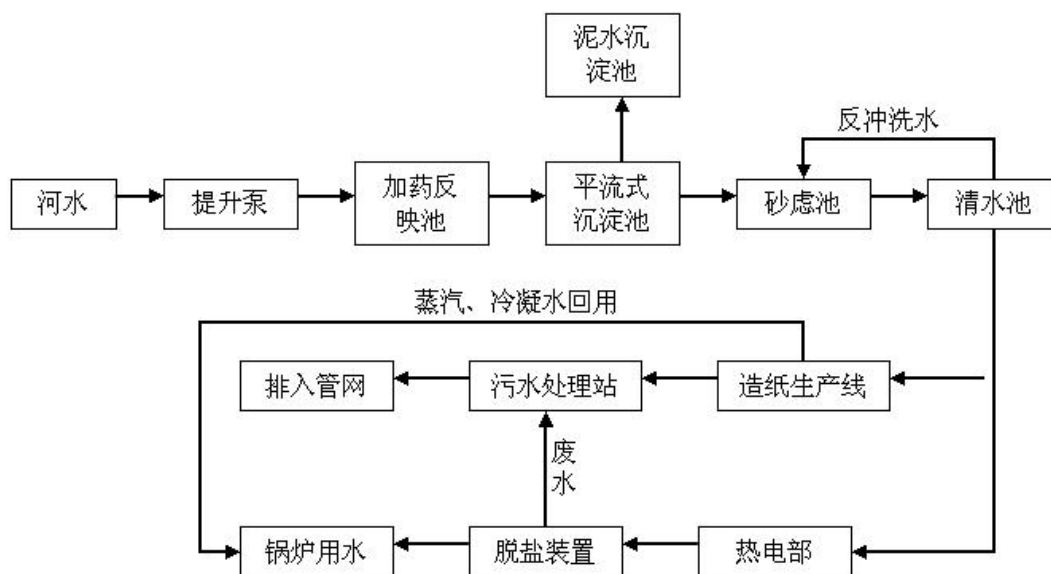 泥水沉
淀池
反冲洗水
河水
提升泵
加药反
映池
平流式
沉淀池
砂虑池
清水池
蒸汽、冷凝水回用
排入管网
污水处理站
造纸生产线
废
水
锅炉用水
脱盐装置
热电部